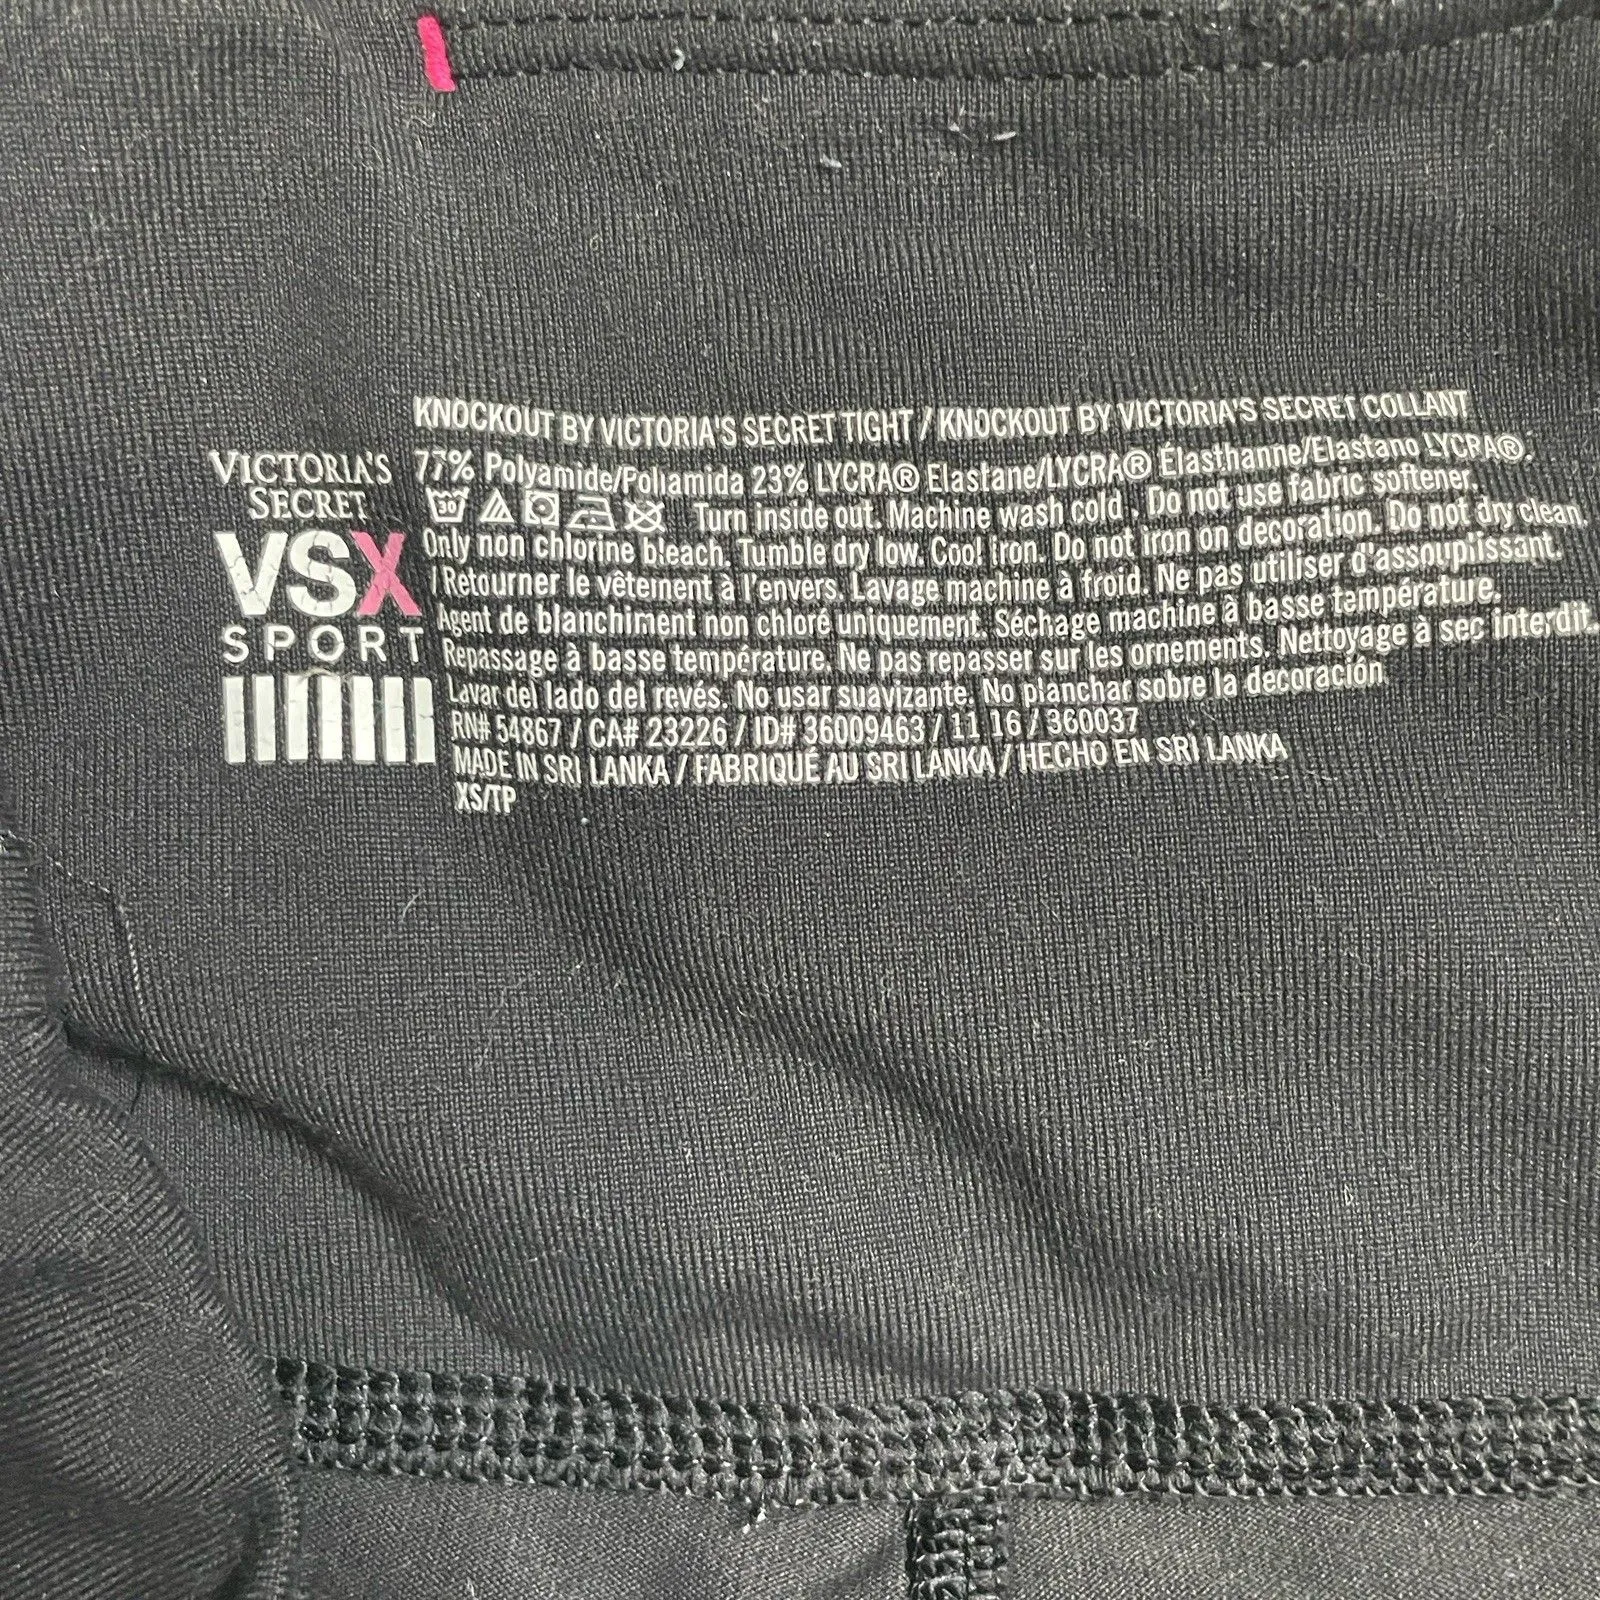 KNOCKOUT BY VICTORIA'S SECRET TIGHT / KNOCKOUT BY VICTORIA'S SECRET COLLANT
VICTORIA'S
SECRET
VSX
SPORT
77% Polyamide/Poliamida 23% LYCRA® Elastane/LYCRA® Élasthanne/Elastano LYCRA®.
30 Turn inside out. Machine wash cold. Do not use fabric softener.
Only non chlorine bleach. Tumble dry low. Cool iron. Do not iron on decoration. Do not dry clean.
/ Retourner le vêtement à l'envers. Lavage machine à froid. Ne pas utiliser d'assouplissant.
Agent de blanchiment non chloré uniquement. Séchage machine à basse température.
Repassage à basse température. Ne pas repasser sur les ornements. Nettoyage à sec interdit.
Lavar del lado del revés. No usar suavizante. No planchar sobre la decoración.
RN# 54867 / CA# 23226 / ID# 36009463 / 11 16 / 360037
MADE IN SRI LANKA / FABRIQUÉ AU SRI LANKA / HECHO EN SRI LANKA
XS/TP